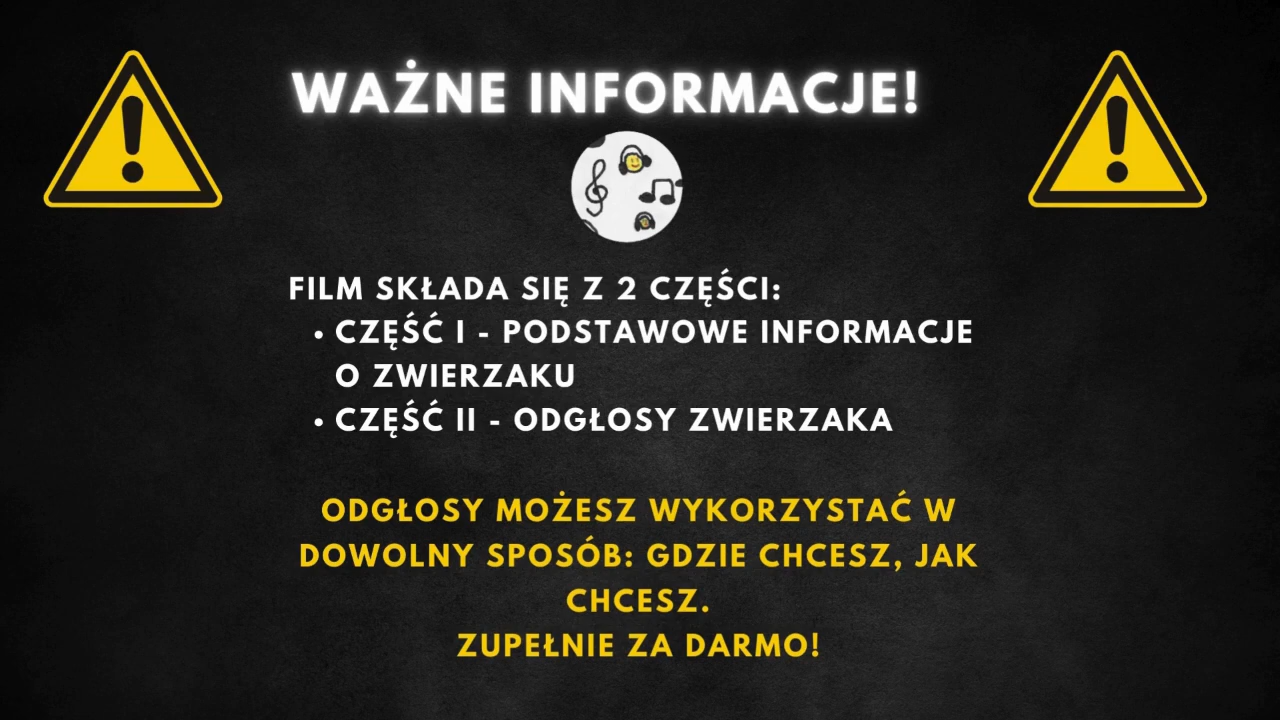 WAŻNE INFORMACJE!
FILM SKŁADA SIĘ Z 2 CZĘŚCI:
• CZĘŚĆ I - PODSTAWOWE INFORMACJE
O ZWIERZAKU
• CZĘŚĆ II - ODGŁOSY ZWIERZAKA
ODGŁOSY MOŻESZ WYKORZYSTAĆ W
DOWOLNY SPOSÓB: GDZIE CHCESZ, JAK
CHCESZ.
ZUPEŁNIE ZA DARMO!